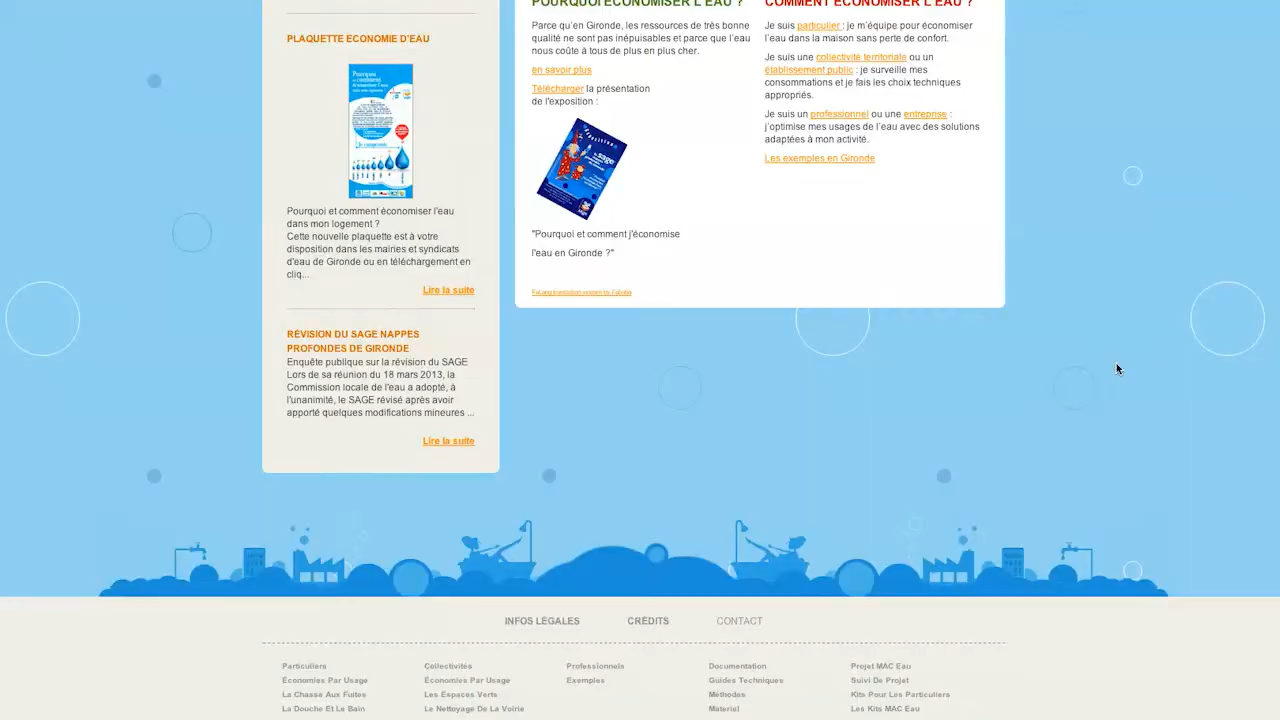 PLAQUETTE ECONOMIE D'EAU
Pourquoi et comment économiser l'eau
dans mon logement ?
Cette nouvelle plaquette est à votre
disposition dans les mairies et syndicats
d'eau de Gironde ou en téléchargement en
cliq...
Lire la suite
RÉVISION DU SAGE NAPPES
PROFONDES DE GIRONDE
Enquête publique sur la révision du SAGE
Lors de sa réunion du 18 mars 2013, la
Commission locale de l'eau a adopté, à
l'unanimité, le SAGE révisé après avoir
apporté quelques modifications mineures ...
Lire la suite
POURQUOI ÉCONOMISER L'EAU ?
Parce qu'en Gironde, les ressources de très bonne
qualité ne sont pas inépuisables et parce que l'eau
nous coûte à tous de plus en plus cher.
en savoir plus
Télécharger la présentation
de l'exposition :
"Pourquoi et comment j'économise
l'eau en Gironde ?"
COMMENT ÉCONOMISER L'EAU ?
Je suis particulier : je m'équipe pour économiser
l'eau dans la maison sans perte de confort.
Je suis une collectivité territoriale ou un
établissement public : je surveille mes
consommations et je fais les choix techniques
appropriés.
Je suis un professionnel ou une entreprise :
j'optimise mes usages de l'eau avec des solutions
adaptées à mon activité.
Les exemples en Gironde
INFOS LÉGALES CRÉDITS CONTACT
Particuliers
Économies Par Usage
La Chasse Aux Fuites
La Douche Et Le Bain
Collectivités
Économies Par Usage
Les Espaces Verts
Le Nettoyage De La Voirie
Professionnels
Exemples
Documentation
Guides Techniques
Méthodes
Materiel
Projet MAC Eau
Suivi De Projet
Kits Pour Les Particuliers
Les Kits MAC Eau